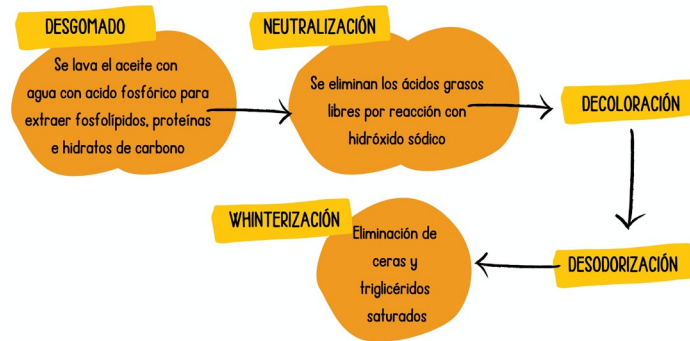 DESGOMADO
Se lava el aceite con
agua con acido fosfórico para
extraer fosfolípidos, proteínas
e hidratos de carbono
NEUTRALIZACIÓN
Se eliminan los ácidos grasos
libres por reacción con
hidróxido sódico
DECOLORACIÓN
DESODORIZACIÓN
WHINTERIZACIÓN
Eliminación de
ceras y
triglicéridos
saturados